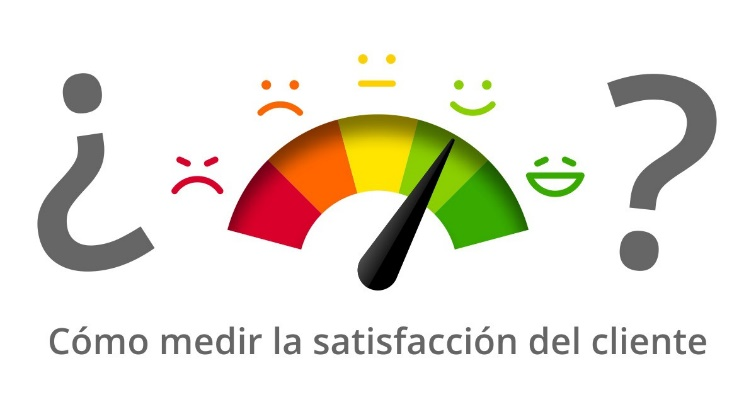 ¿ ?
Cómo medir la satisfacción del cliente